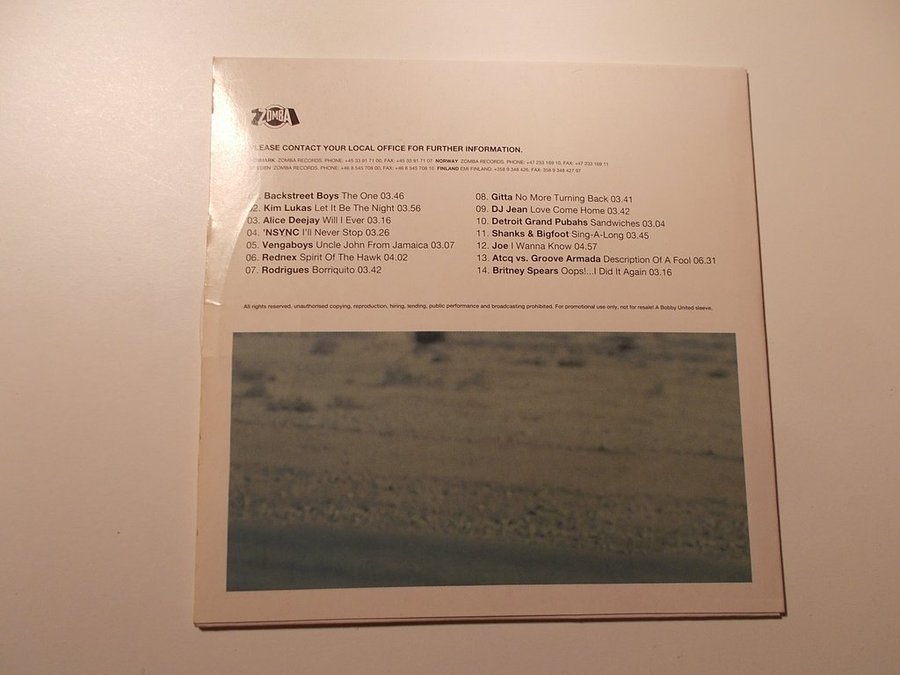 ZOMBA
PLEASE CONTACT YOUR LOCAL OFFICE FOR FURTHER INFORMATION.
ZOMBA RECORDS. PHONE: +45 33 91 71 00, FAX: +45 33 91 71 07 NORWAY ZOMBA RECORDS. PHONE: +47 233 169 10, FAX: +47 233 169 11
ZOMBA RECORDS. PHONE: +46 8 545 708 00, FAX: +46 8 545 708 10 FINLAND EMI FINLAND: +358 9 348 426, FAX: 358 9 348 427 97
Backstreet Boys The One 03.46
02. Kim Lukas Let It Be The Night 03.56
03. Alice Deejay Will I Ever 03.16
04. 'NSYNC I'll Never Stop 03.26
05. Vengaboys Uncle John From Jamaica 03.07
06. Rednex Spirit Of The Hawk 04.02
07. Rodrigues Borriquito 03.42
08. Gitta No More Turning Back 03.41
09. DJ Jean Love Come Home 03.42
10. Detroit Grand Pubahs Sandwiches 03.04
11. Shanks & Bigfoot Sing-A-Long 03.45
12. Joe I Wanna Know 04.57
13. Atcq vs. Groove Armada Description Of A Fool 06.31
14. Britney Spears Oops!...I Did It Again 03.16
All rights reserved. unauthorised copying, reproduction, hiring, lending, public performance and broadcasting prohibited. For promotional use only, not for resale! A Bobby United sleeve.